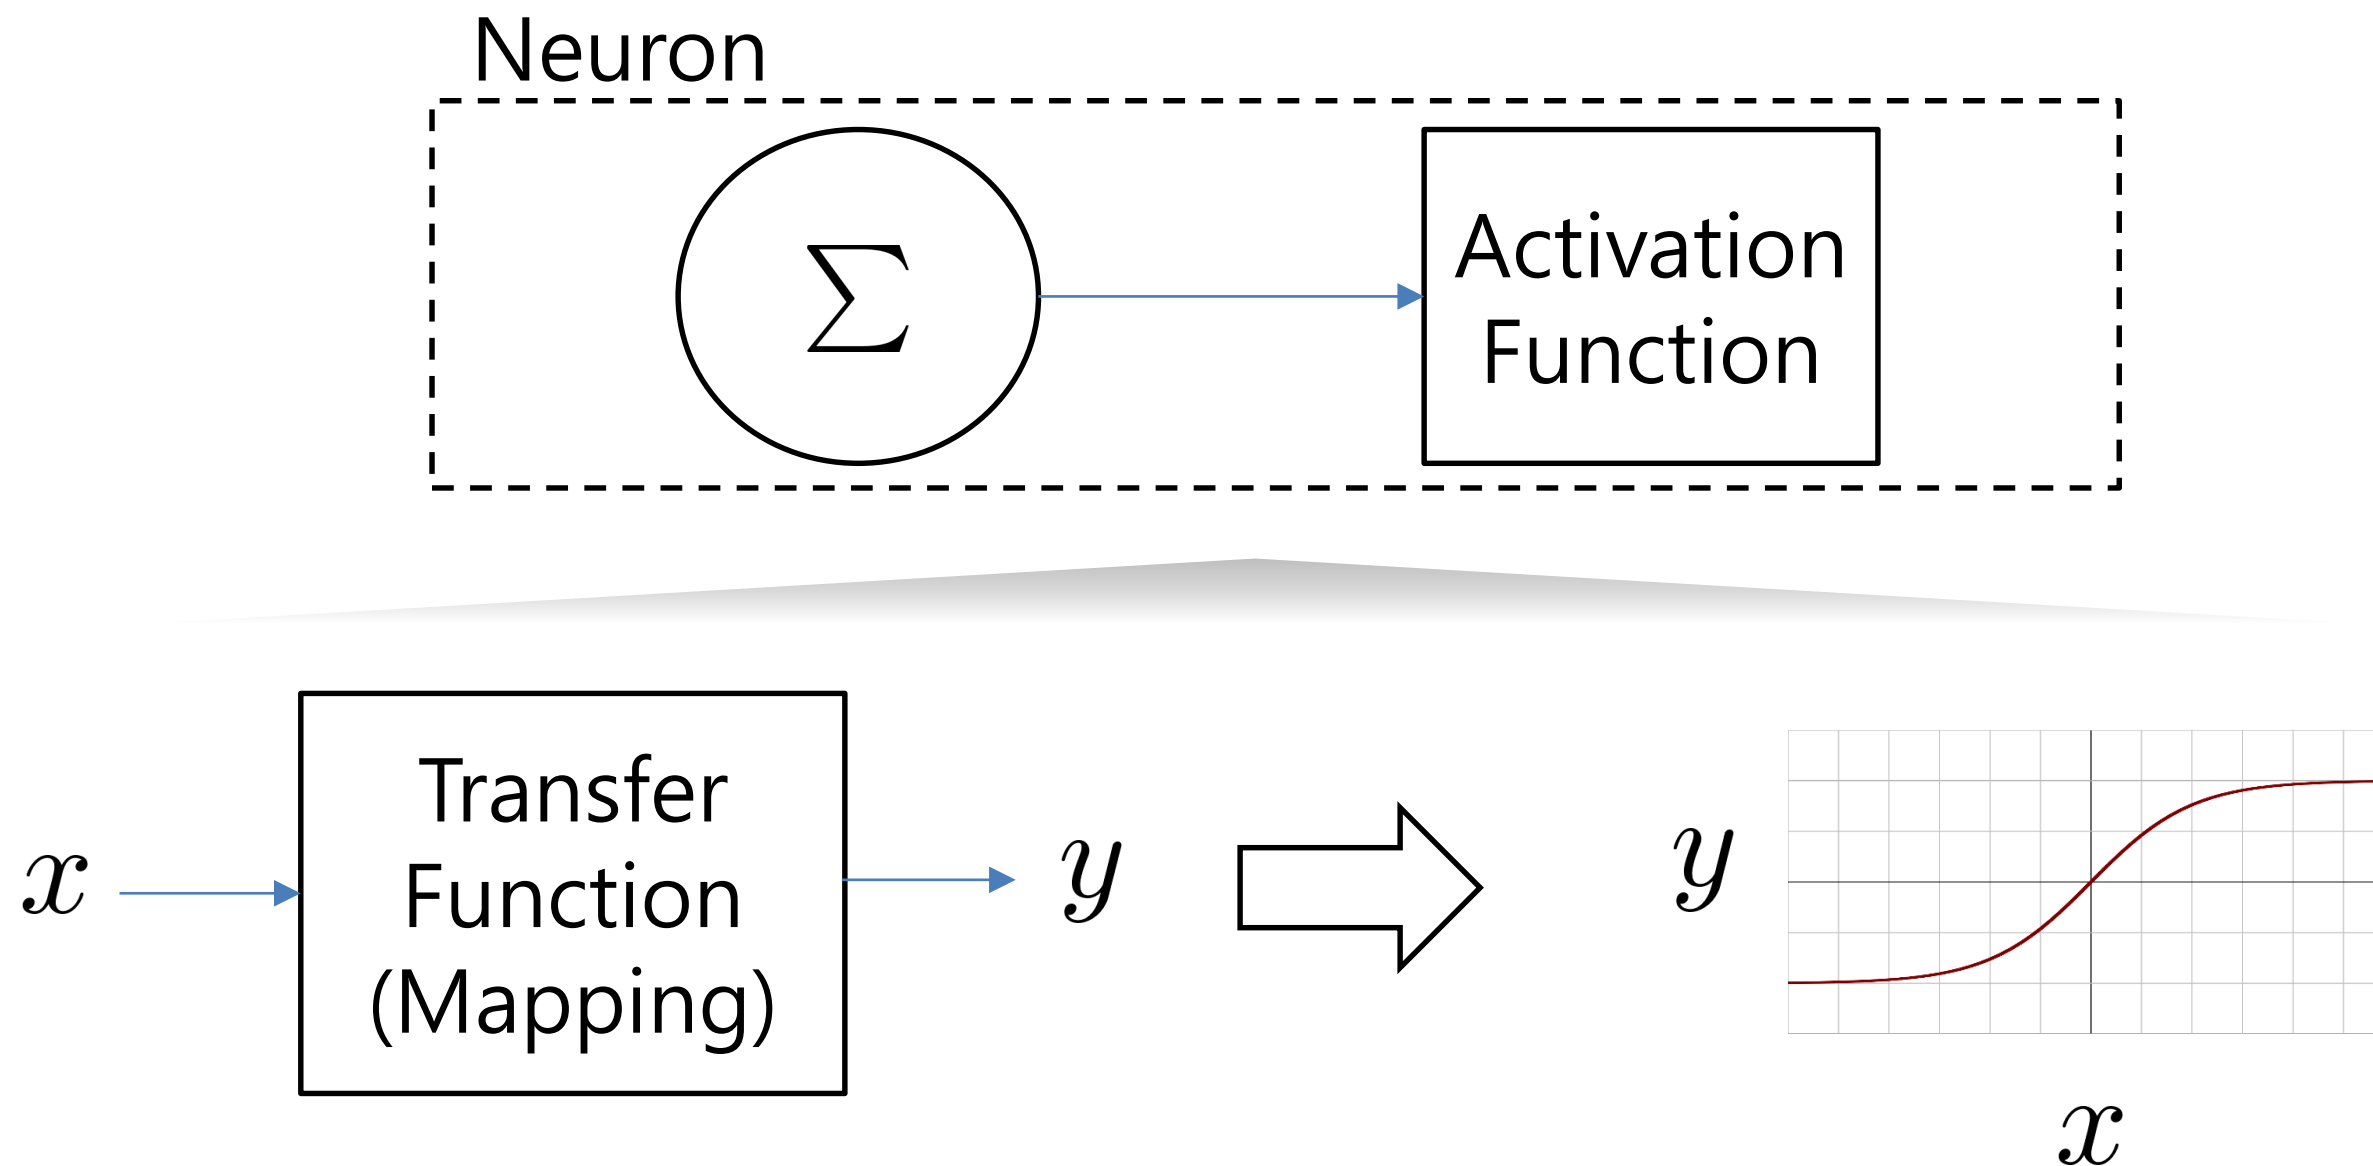 Neuron
∑
Activation
Function
Transfer
Function
(Mapping)
x
y
y
x